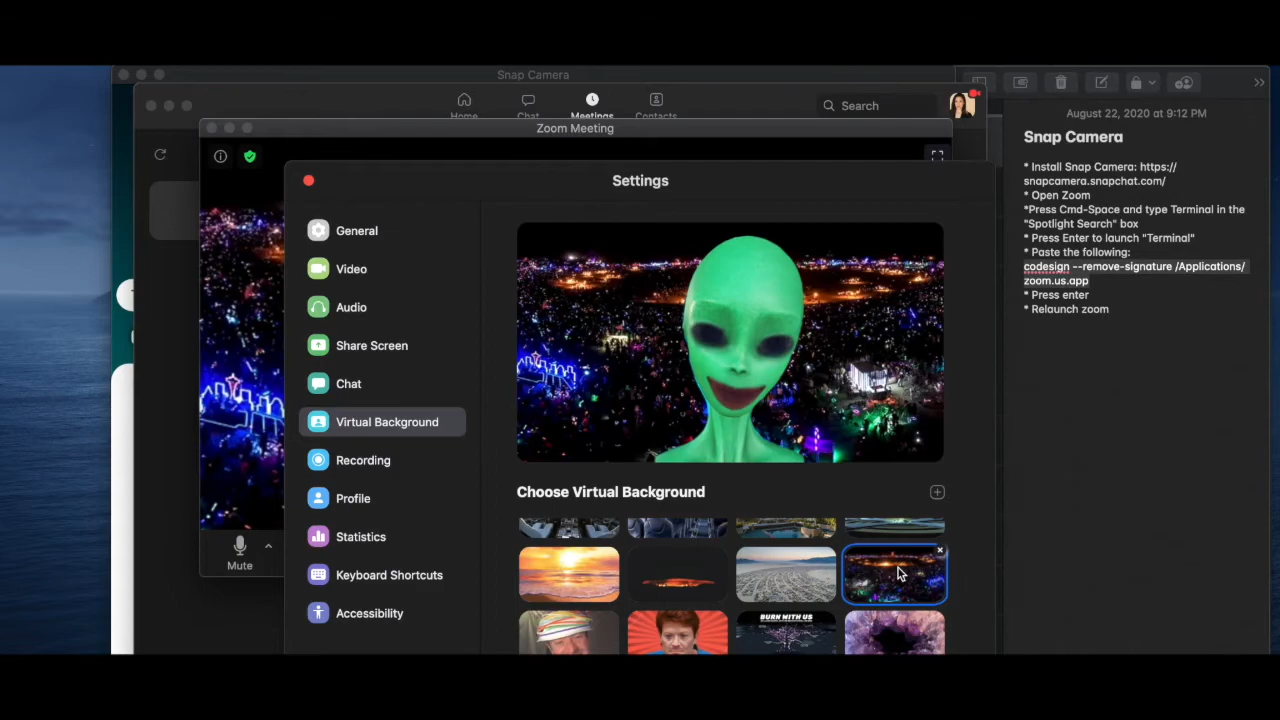 Snap Camera
Home
Chat
Meetings
Contacts
Search
Zoom Meeting
Settings
General
Video
Audio
Share Screen
Chat
Virtual Background
Recording
Profile
Statistics
Keyboard Shortcuts
Accessibility
Mute
Choose Virtual Background
BURN WITH US
August 22, 2020 at 9:12 PM
Snap Camera
* Install Snap Camera: https://
snapcamera.snapchat.com/
* Open Zoom
*Press Cmd-Space and type Terminal in the
"Spotlight Search" box
* Press Enter to launch "Terminal"
* Paste the following:
codesign --remove-signature /Applications/
zoom.us.app
* Press enter
* Relaunch zoom